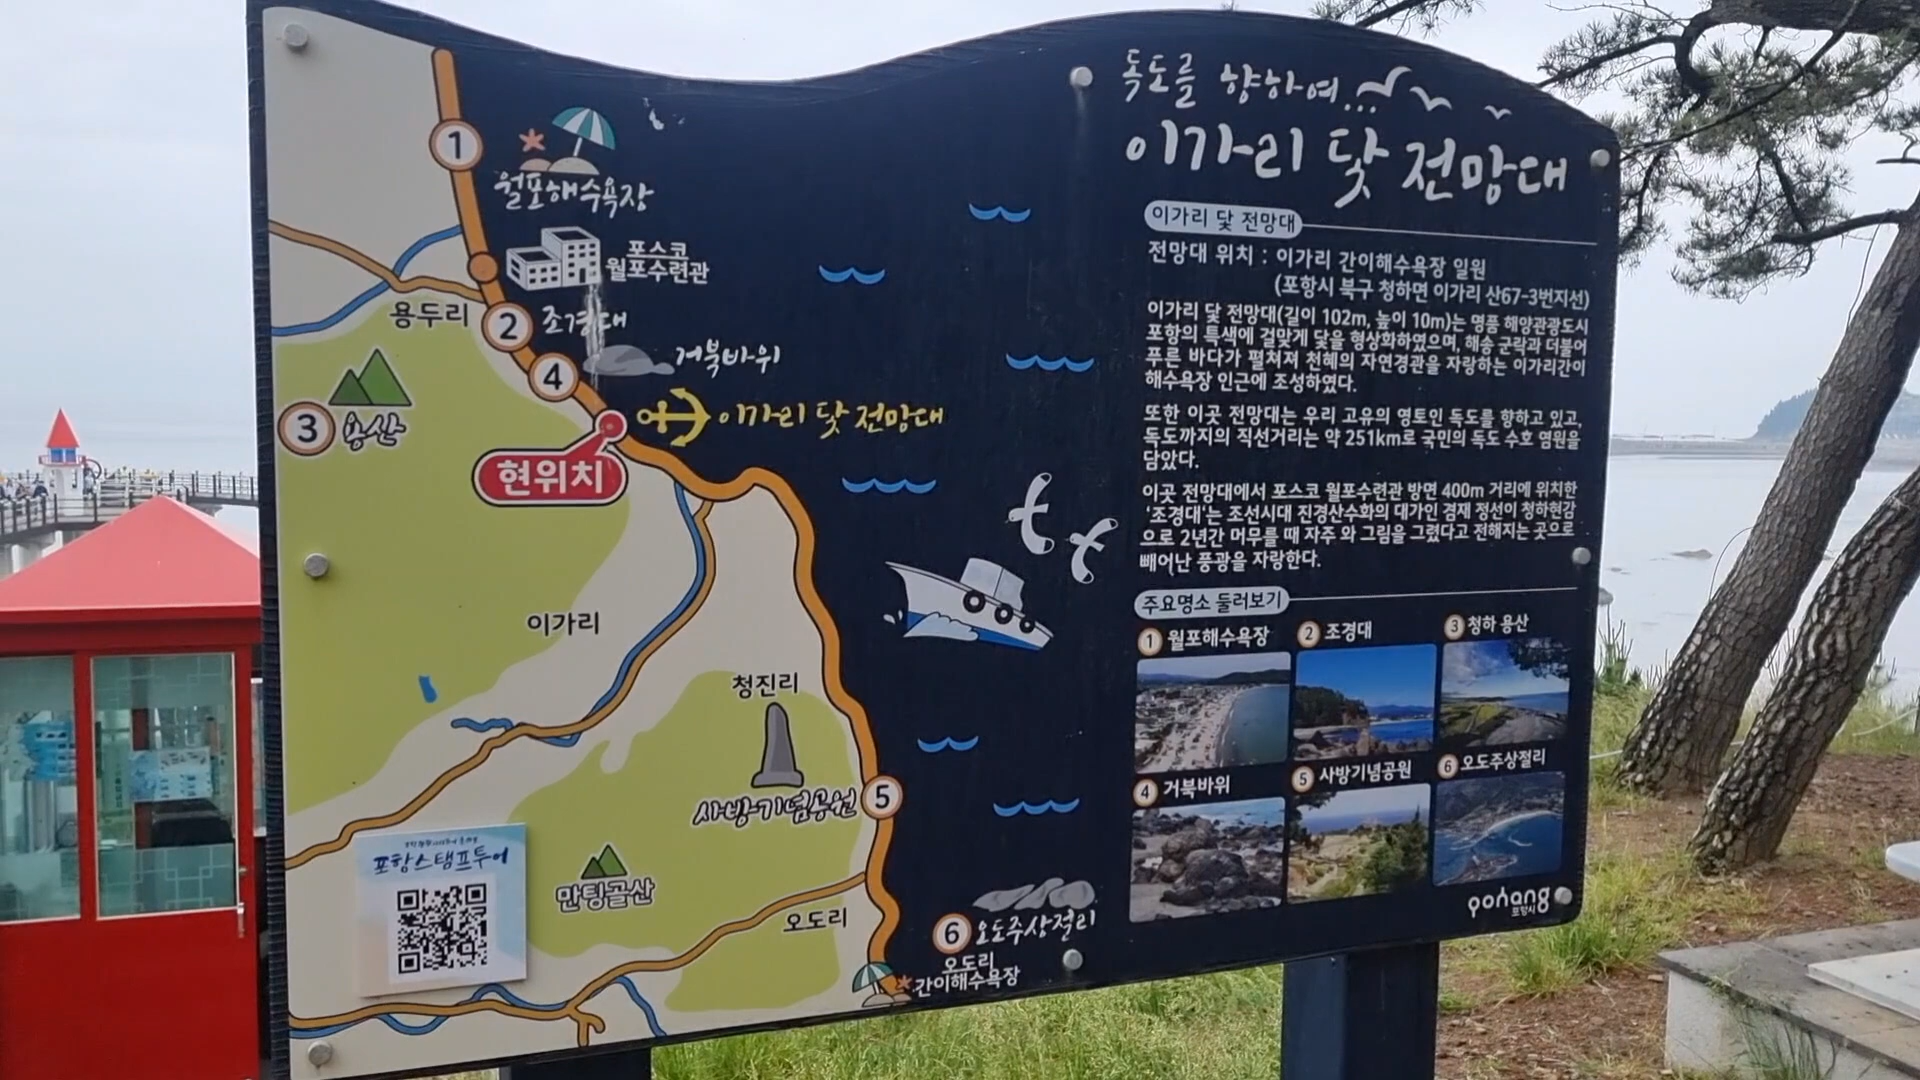 독도를 향하여...
이가리 닻 전망대
이가리 닻 전망대
전망대 위치 : 이가리 간이해수욕장 일원
(포항시 북구 청하면 이가리 산67-3번지선)
이가리 닻 전망대(길이 102m, 높이 10m)는 명품 해양관광도시
포항의 특색에 걸맞게 닻을 형상화하였으며, 해송 군락과 더불어
푸른 바다가 펼쳐져 천혜의 자연경관을 자랑하는 이가리간이
해수욕장 인근에 조성하였다.
또한 이곳 전망대는 우리 고유의 영토인 독도를 향하고 있고,
독도까지의 직선거리는 약 251km로 국민의 독도 수호 염원을
담았다.
이곳 전망대에서 포스코 월포수련관 방면 400m 거리에 위치한
'조경대'는 조선시대 진경산수화의 대가인 겸재 정선이 청하현감
으로 2년간 머무를 때 자주 와 그림을 그렸다고 전해지는 곳으로
빼어난 풍광을 자랑한다.
주요명소 둘러보기
1 월포해수욕장
2 조경대
3 청하 용산
4 거북바위
5 사방기념공원
6 오도주상절리
pohang
포항시
1
월포해수욕장
포스코
월포수련관
용두리
2 조경대
4
거북바위
3 용산
이가리 닻 전망대
현위치
이가리
청진리
사방기념공원 5
만팅골산
오도리
6 오도주상절리
오도리
간이해수욕장
포항스탬프투어